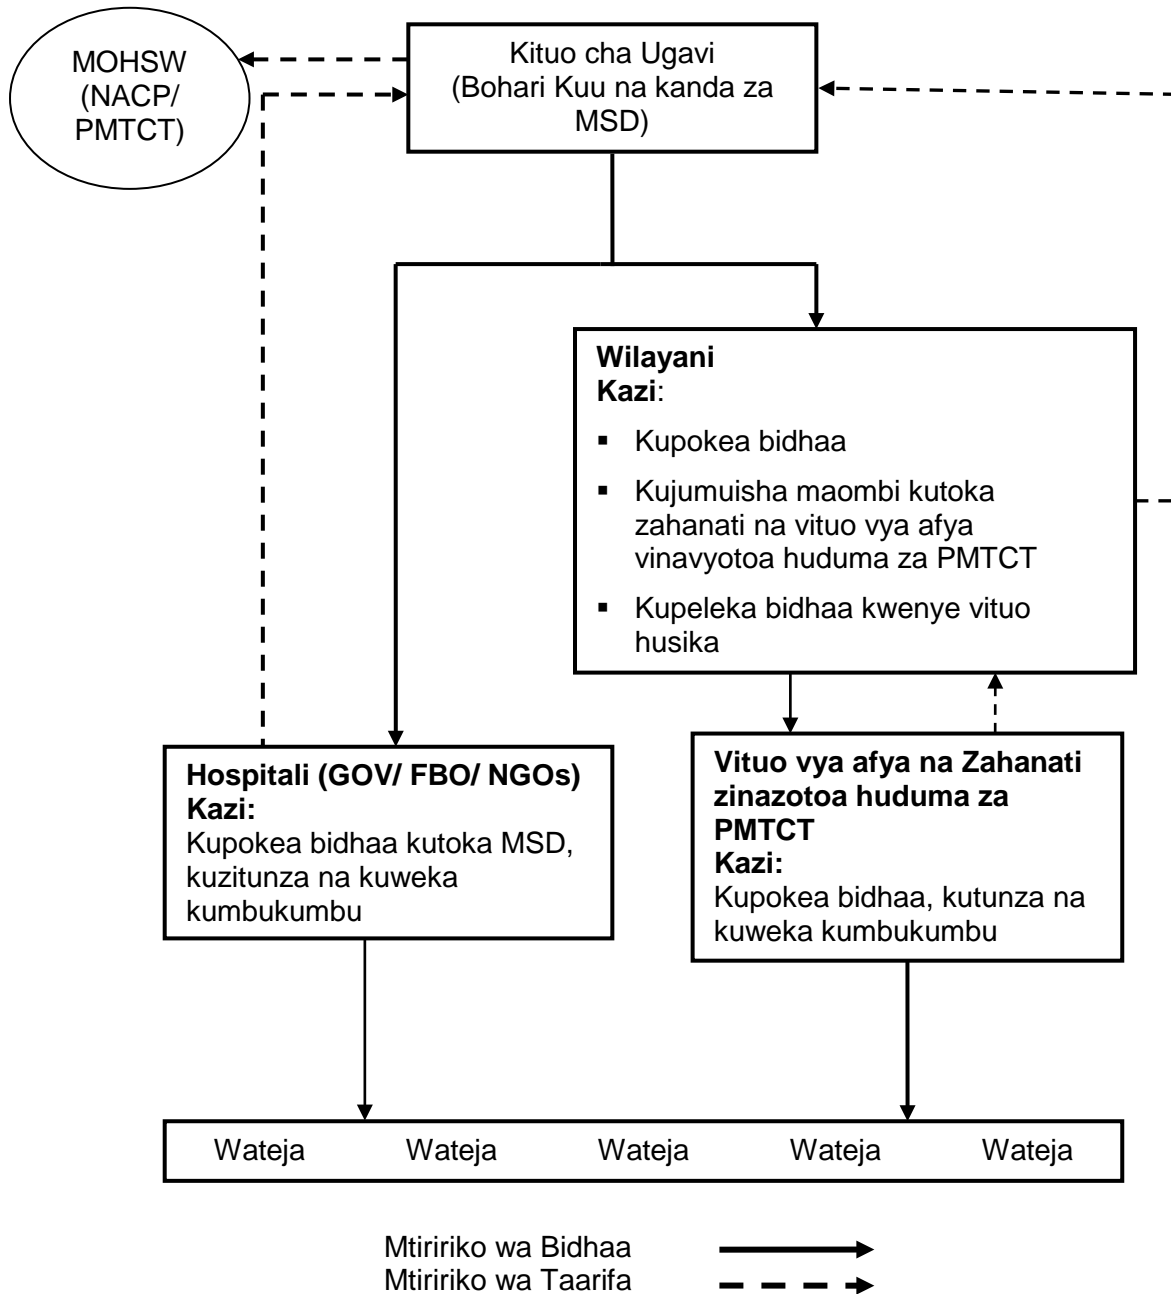 MOHSW
(NACP/
PMTCT)
Kituo cha Ugavi
(Bohari Kuu na kanda za
MSD)
Wilayani
Kazi:
▪ Kupokea bidhaa
▪ Kujumuisha maombi kutoka
zahanati na vituo vya afya
vinavyotoa huduma za PMTCT
▪ Kupeleka bidhaa kwenye vituo
husika
Hospitali (GOV/ FBO/ NGOs)
Kazi:
Kupokea bidhaa kutoka MSD,
kuzitunza na kuweka
kumbukumbu
Vituo vya afya na Zahanati
zinazotoa huduma za
PMTCT
Kazi:
Kupokea bidhaa, kutunza na
kuweka kumbukumbu
Wateja Wateja Wateja Wateja Wateja
Mtiririko wa Bidhaa
Mtiririko wa Taarifa